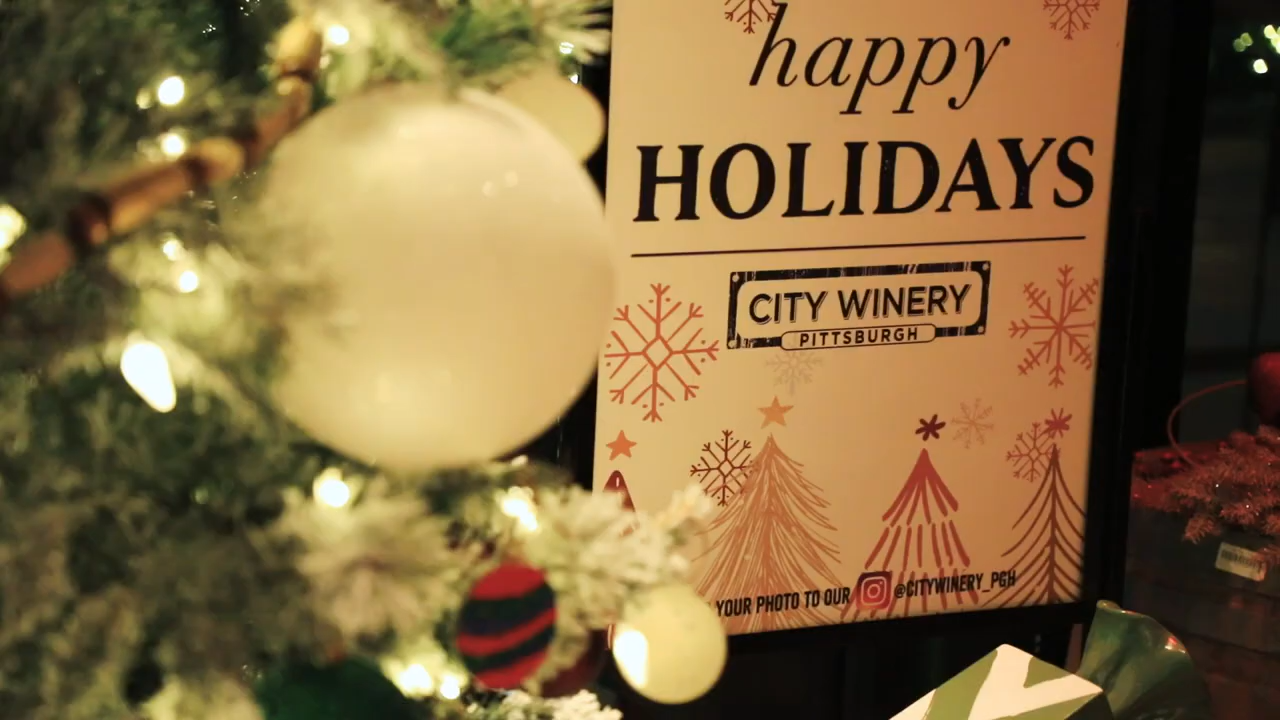 happy
HOLIDAYS
CITY WINERY
PITTSBURGH
YOUR PHOTO TO OUR @CITYWINERY_PGH